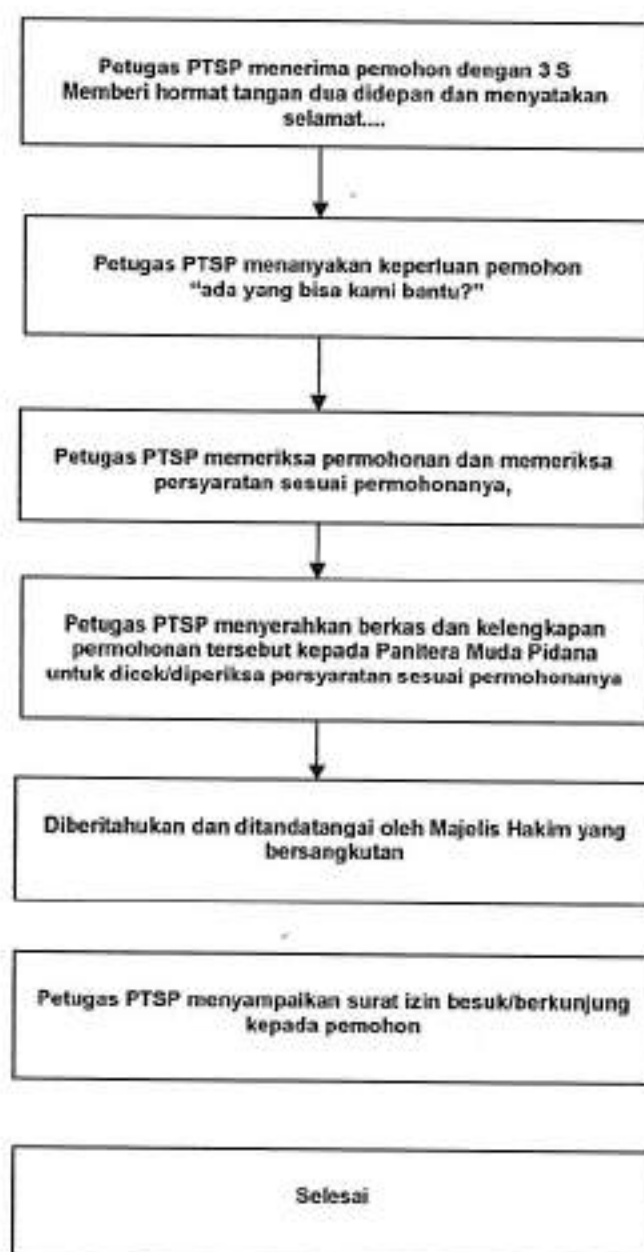 Petugas PTSP menerima pemohon dengan 3 S
Memberi hormat tangan dua didepan dan menyatakan
selamat....
Petugas PTSP menanyakan keperluan pemohon
“ada yang bisa kami bantu?”
Petugas PTSP memeriksa permohonan dan memeriksa
persyaratan sesuai permohonanya,
Petugas PTSP menyerahkan berkas dan kelengkapan
permohonan tersebut kepada Panitera Muda Pidana
untuk dicek/diperiksa persyaratan sesuai permohonanya
Diberitahukan dan ditandatangai oleh Majelis Hakim yang
bersangkutan
Petugas PTSP menyampaikan surat izin besuk/berkunjung
kepada pemohon
Selesai